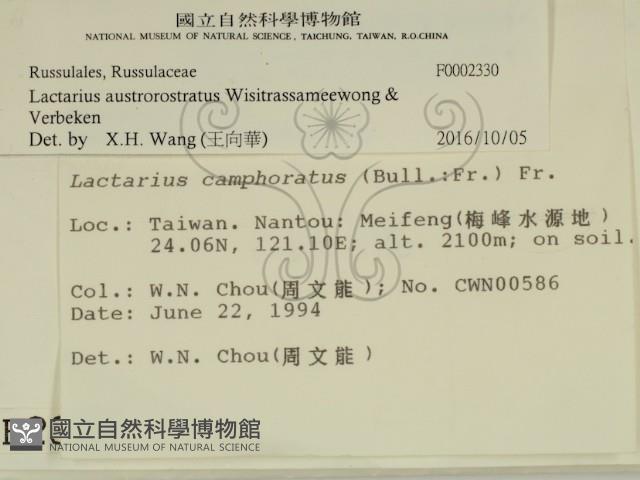 國立自然科學博物館
NATIONAL MUSEUM OF NATURAL SCIENCE, TAICHUNG, TAIWAN, R.O.CHINA
Russulales, Russulaceae F0002330
Lactarius austrorostratus Wisitrassameewong &
Verbeken
Det. by X.H. Wang (王向華) 2016/10/05
Lactarius camphoratus (Bull.:Fr.) Fr.
Loc.: Taiwan. Nantou: Meifeng(梅峰水源地)
24.06N, 121.10E; alt. 2100m; on soil.
Col.: W.N. Chou(周文能); No. CWN00586
Date: June 22, 1994
Det.: W.N. Chou(周文能)
國立自然科學博物館
NATIONAL MUSEUM OF NATURAL SCIENCE